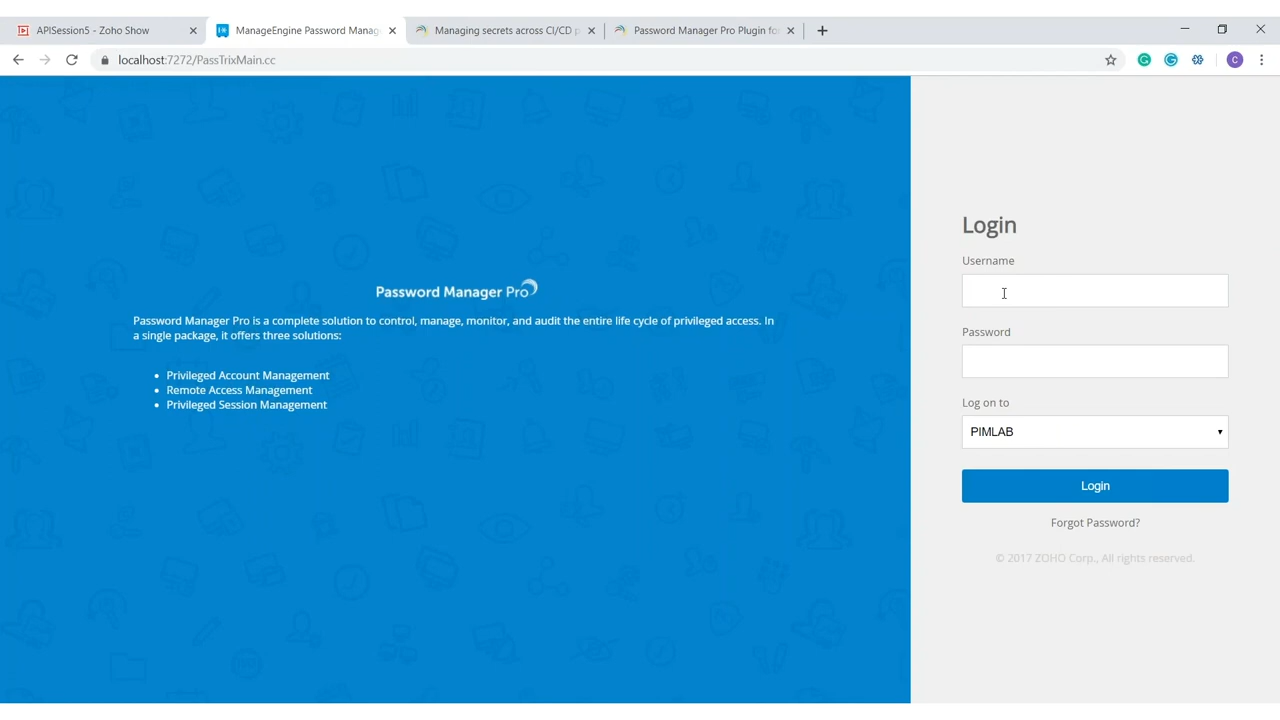 APISession5 - Zoho Show
ManageEngine Password Manag
Managing secrets across CI/CD p
Password Manager Pro Plugin fo
localhost:7272/PassTrixMain.cc
C
Password Manager Pro
Password Manager Pro is a complete solution to control, manage, monitor, and audit the entire life cycle of privileged access. In
a single package, it offers three solutions:
• Privileged Account Management
• Remote Access Management
• Privileged Session Management
Login
Username
Password
Log on to
PIMLAB
Login
Forgot Password?
© 2017 ZOHO Corp., All rights reserved.